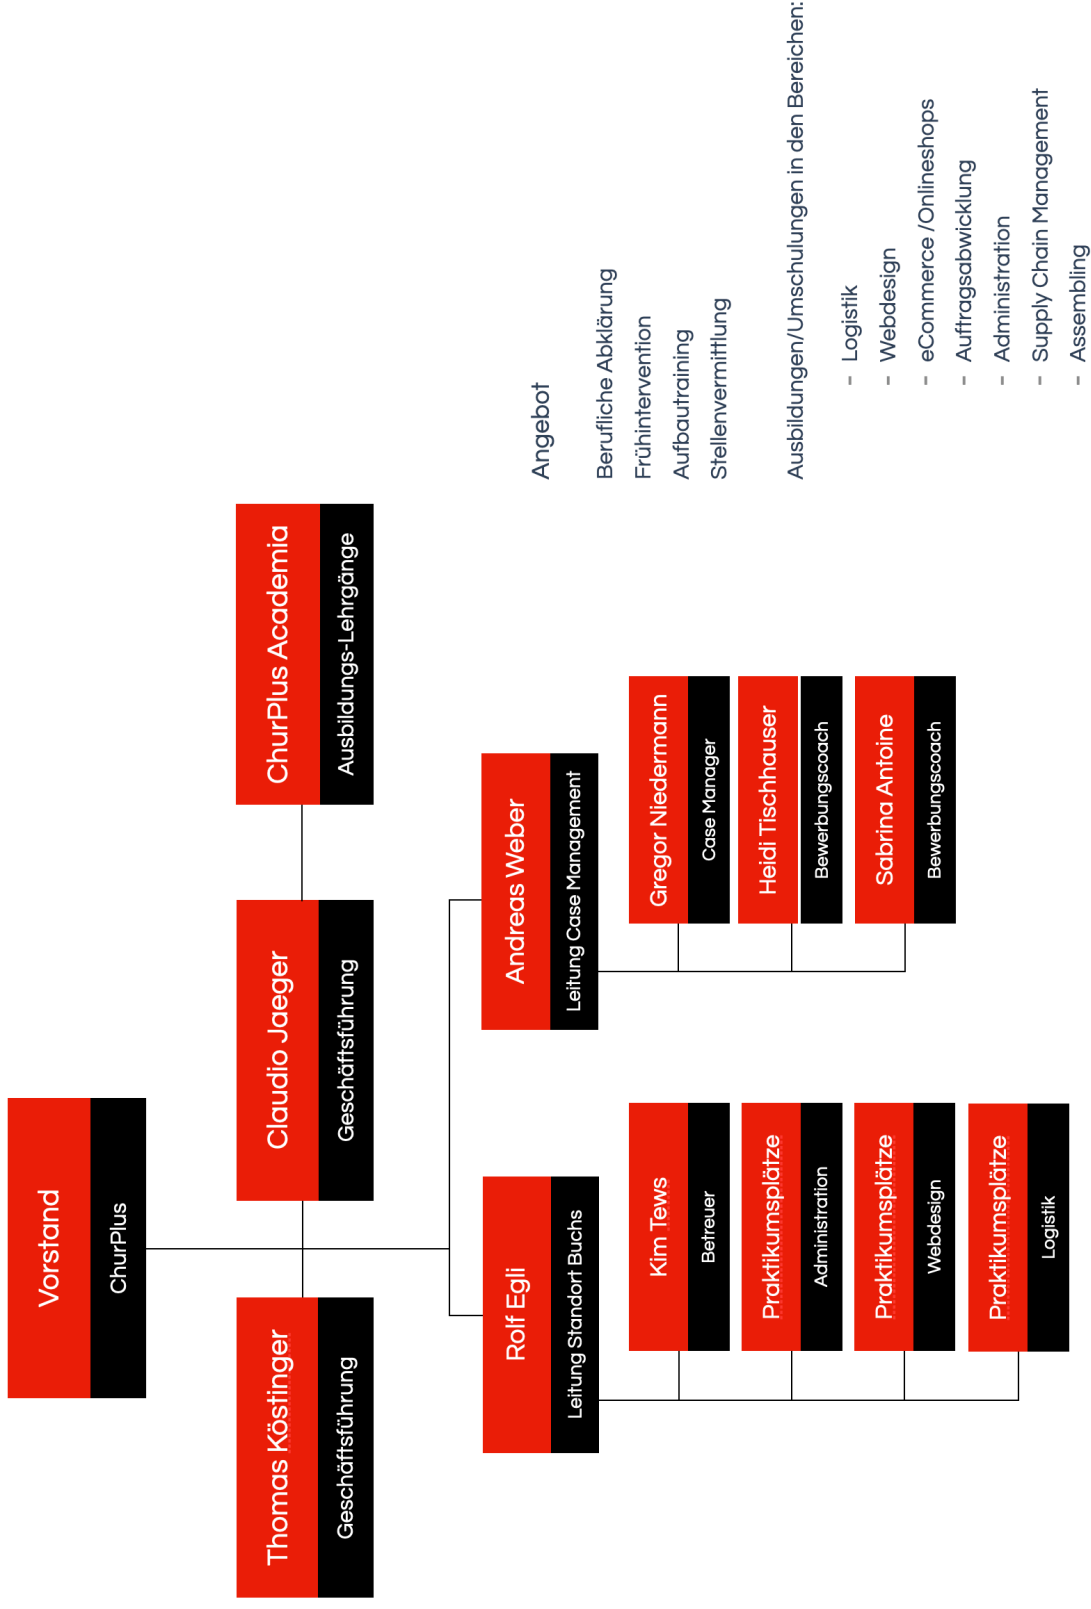 Vorstand
ChurPlus
Thomas Köstinger
Geschäftsführung
Claudio Jaeger
Geschäftsführung
ChurPlus Academia
Ausbildungs-Lehrgänge
Rolf Egli
Leitung Standort Buchs
Kim Tews
Betreuer
Praktikumsplätze
Administration
Praktikumsplätze
Webdesign
Praktikumsplätze
Logistik
Andreas Weber
Leitung Case Management
Gregor Niedermann
Case Manager
Heidi Tischhauser
Bewerbungscoach
Sabrina Antoine
Bewerbungscoach
Angebot
Berufliche Abklärung
Frühintervention
Aufbautraining
Stellenvermittlung
Ausbildungen/Umschulungen in den Bereichen:
- Logistik
- Webdesign
- eCommerce /Onlineshops
- Auftragsabwicklung
- Administration
- Supply Chain Management
- Assembling